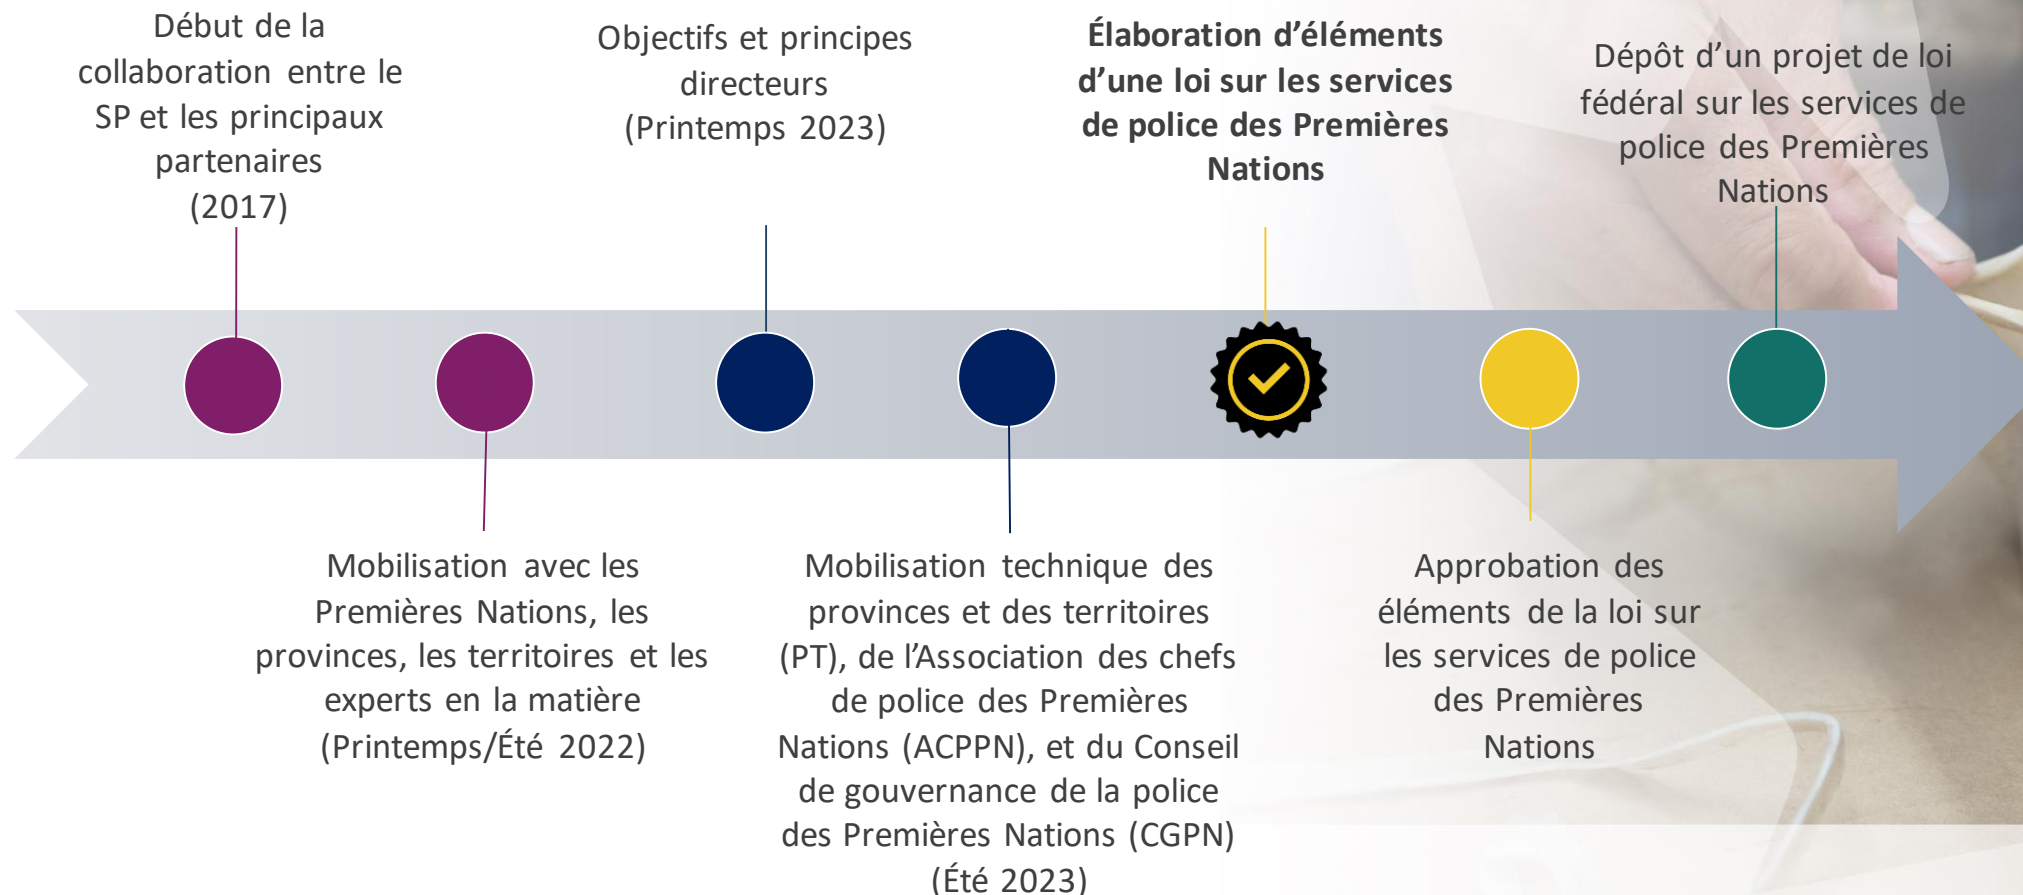 Début de la
collaboration entre le
SP et les principaux
partenaires
(2017)
Objectifs et principes
directeurs
(Printemps 2023)
Élaboration d’éléments
d’une loi sur les services
de police des Premières
Nations
Dépôt d’un projet de loi
fédéral sur les services de
police des Premières
Nations
Mobilisation avec les
Premières Nations, les
provinces, les territoires et les
experts en la matière
(Printemps/Été 2022)
Mobilisation technique des
provinces et des territoires
(PT), de l’Association des chefs
de police des Premières
Nations (ACPPN), et du Conseil
de gouvernance de la police
des Premières Nations (CGPN)
(Été 2023)
Approbation des
éléments de la loi sur
les services de police
des Premières
Nations